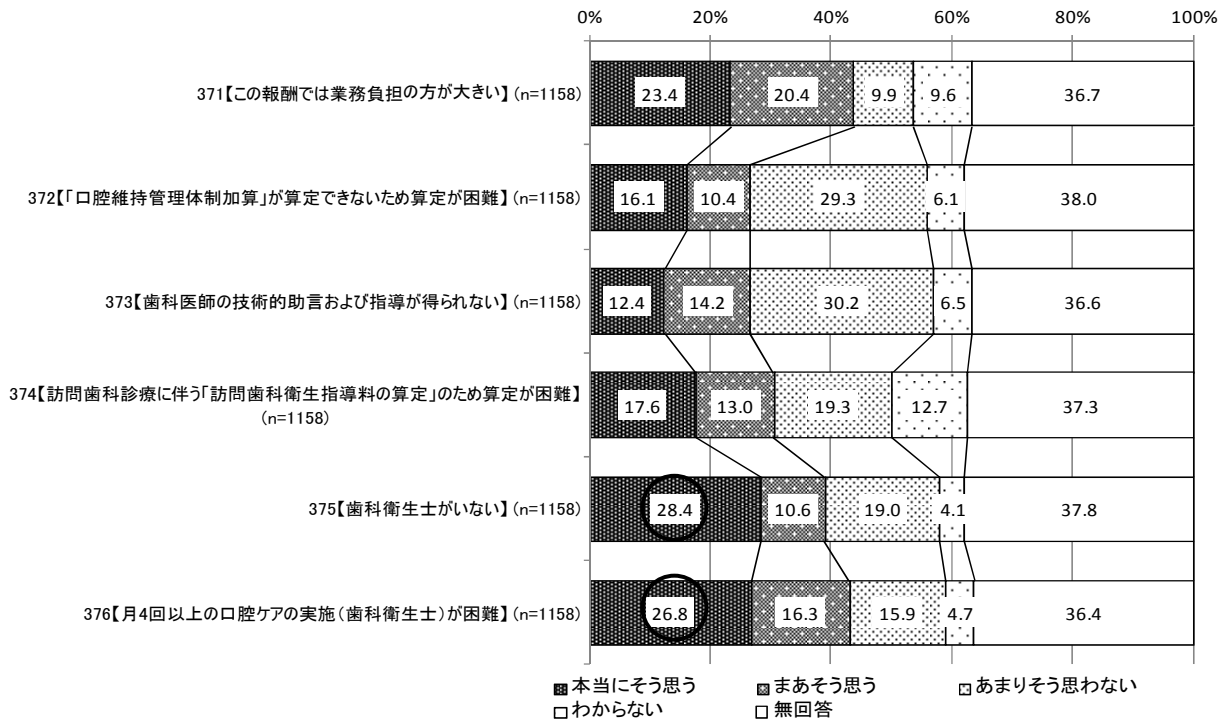 0% 20% 40% 60% 80% 100%
371【この報酬では業務負担の方が大きい】(n=1158) 23.4 20.4 9.9 9.6 36.7
372【「口腔維持管理体制加算」が算定できないため算定が困難】(n=1158) 16.1 10.4 29.3 6.1 38.0
373【歯科医師の技術的助言および指導が得られない】(n=1158) 12.4 14.2 30.2 6.5 36.6
374【訪問歯科診療に伴う「訪問歯科衛生指導料の算定」のため算定が困難】
(n=1158) 17.6 13.0 19.3 12.7 37.3
375【歯科衛生士がいない】(n=1158) 28.4 10.6 19.0 4.1 37.8
376【月4回以上の口腔ケアの実施(歯科衛生士)が困難】(n=1158) 26.8 16.3 15.9 4.7 36.4
本当にそう思う まあそう思う あまりそう思わない
わからない 無回答